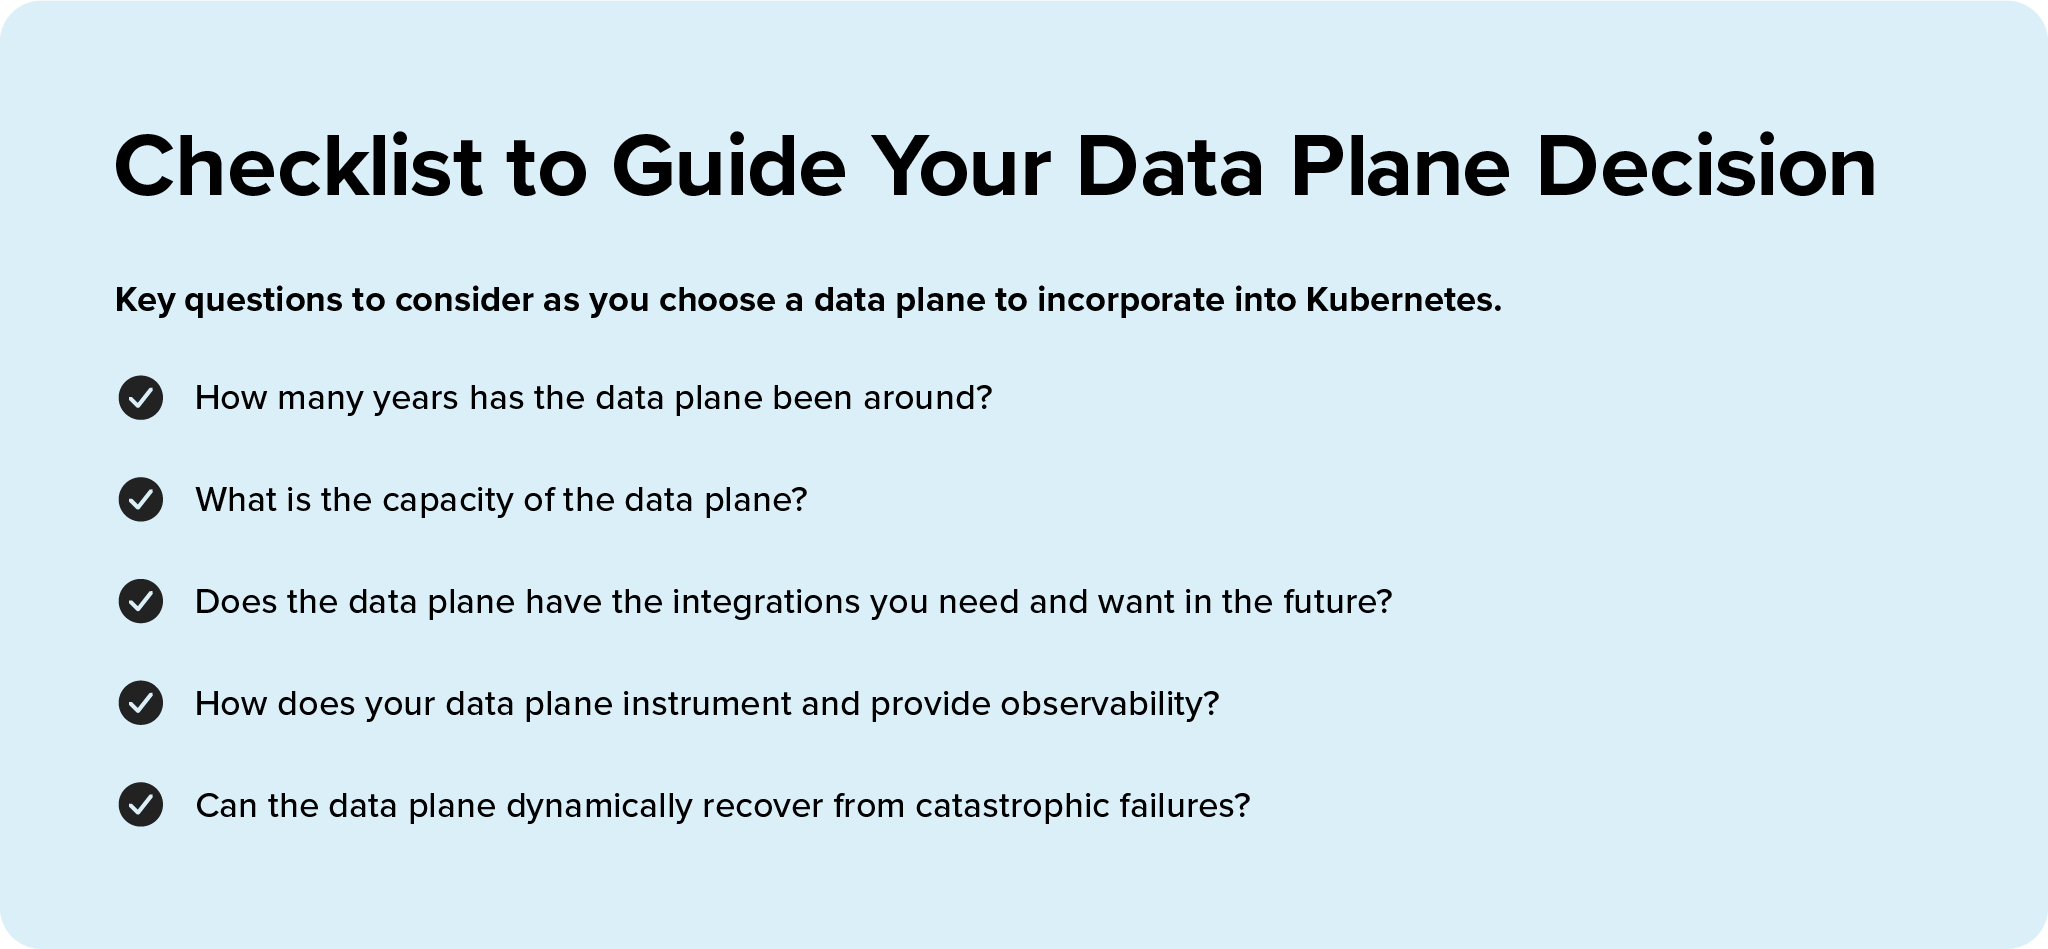 Checklist to Guide Your Data Plane Decision
Key questions to consider as you choose a data plane to incorporate into Kubernetes.
How many years has the data plane been around?
What is the capacity of the data plane?
Does the data plane have the integrations you need and want in the future?
How does your data plane instrument and provide observability?
Can the data plane dynamically recover from catastrophic failures?